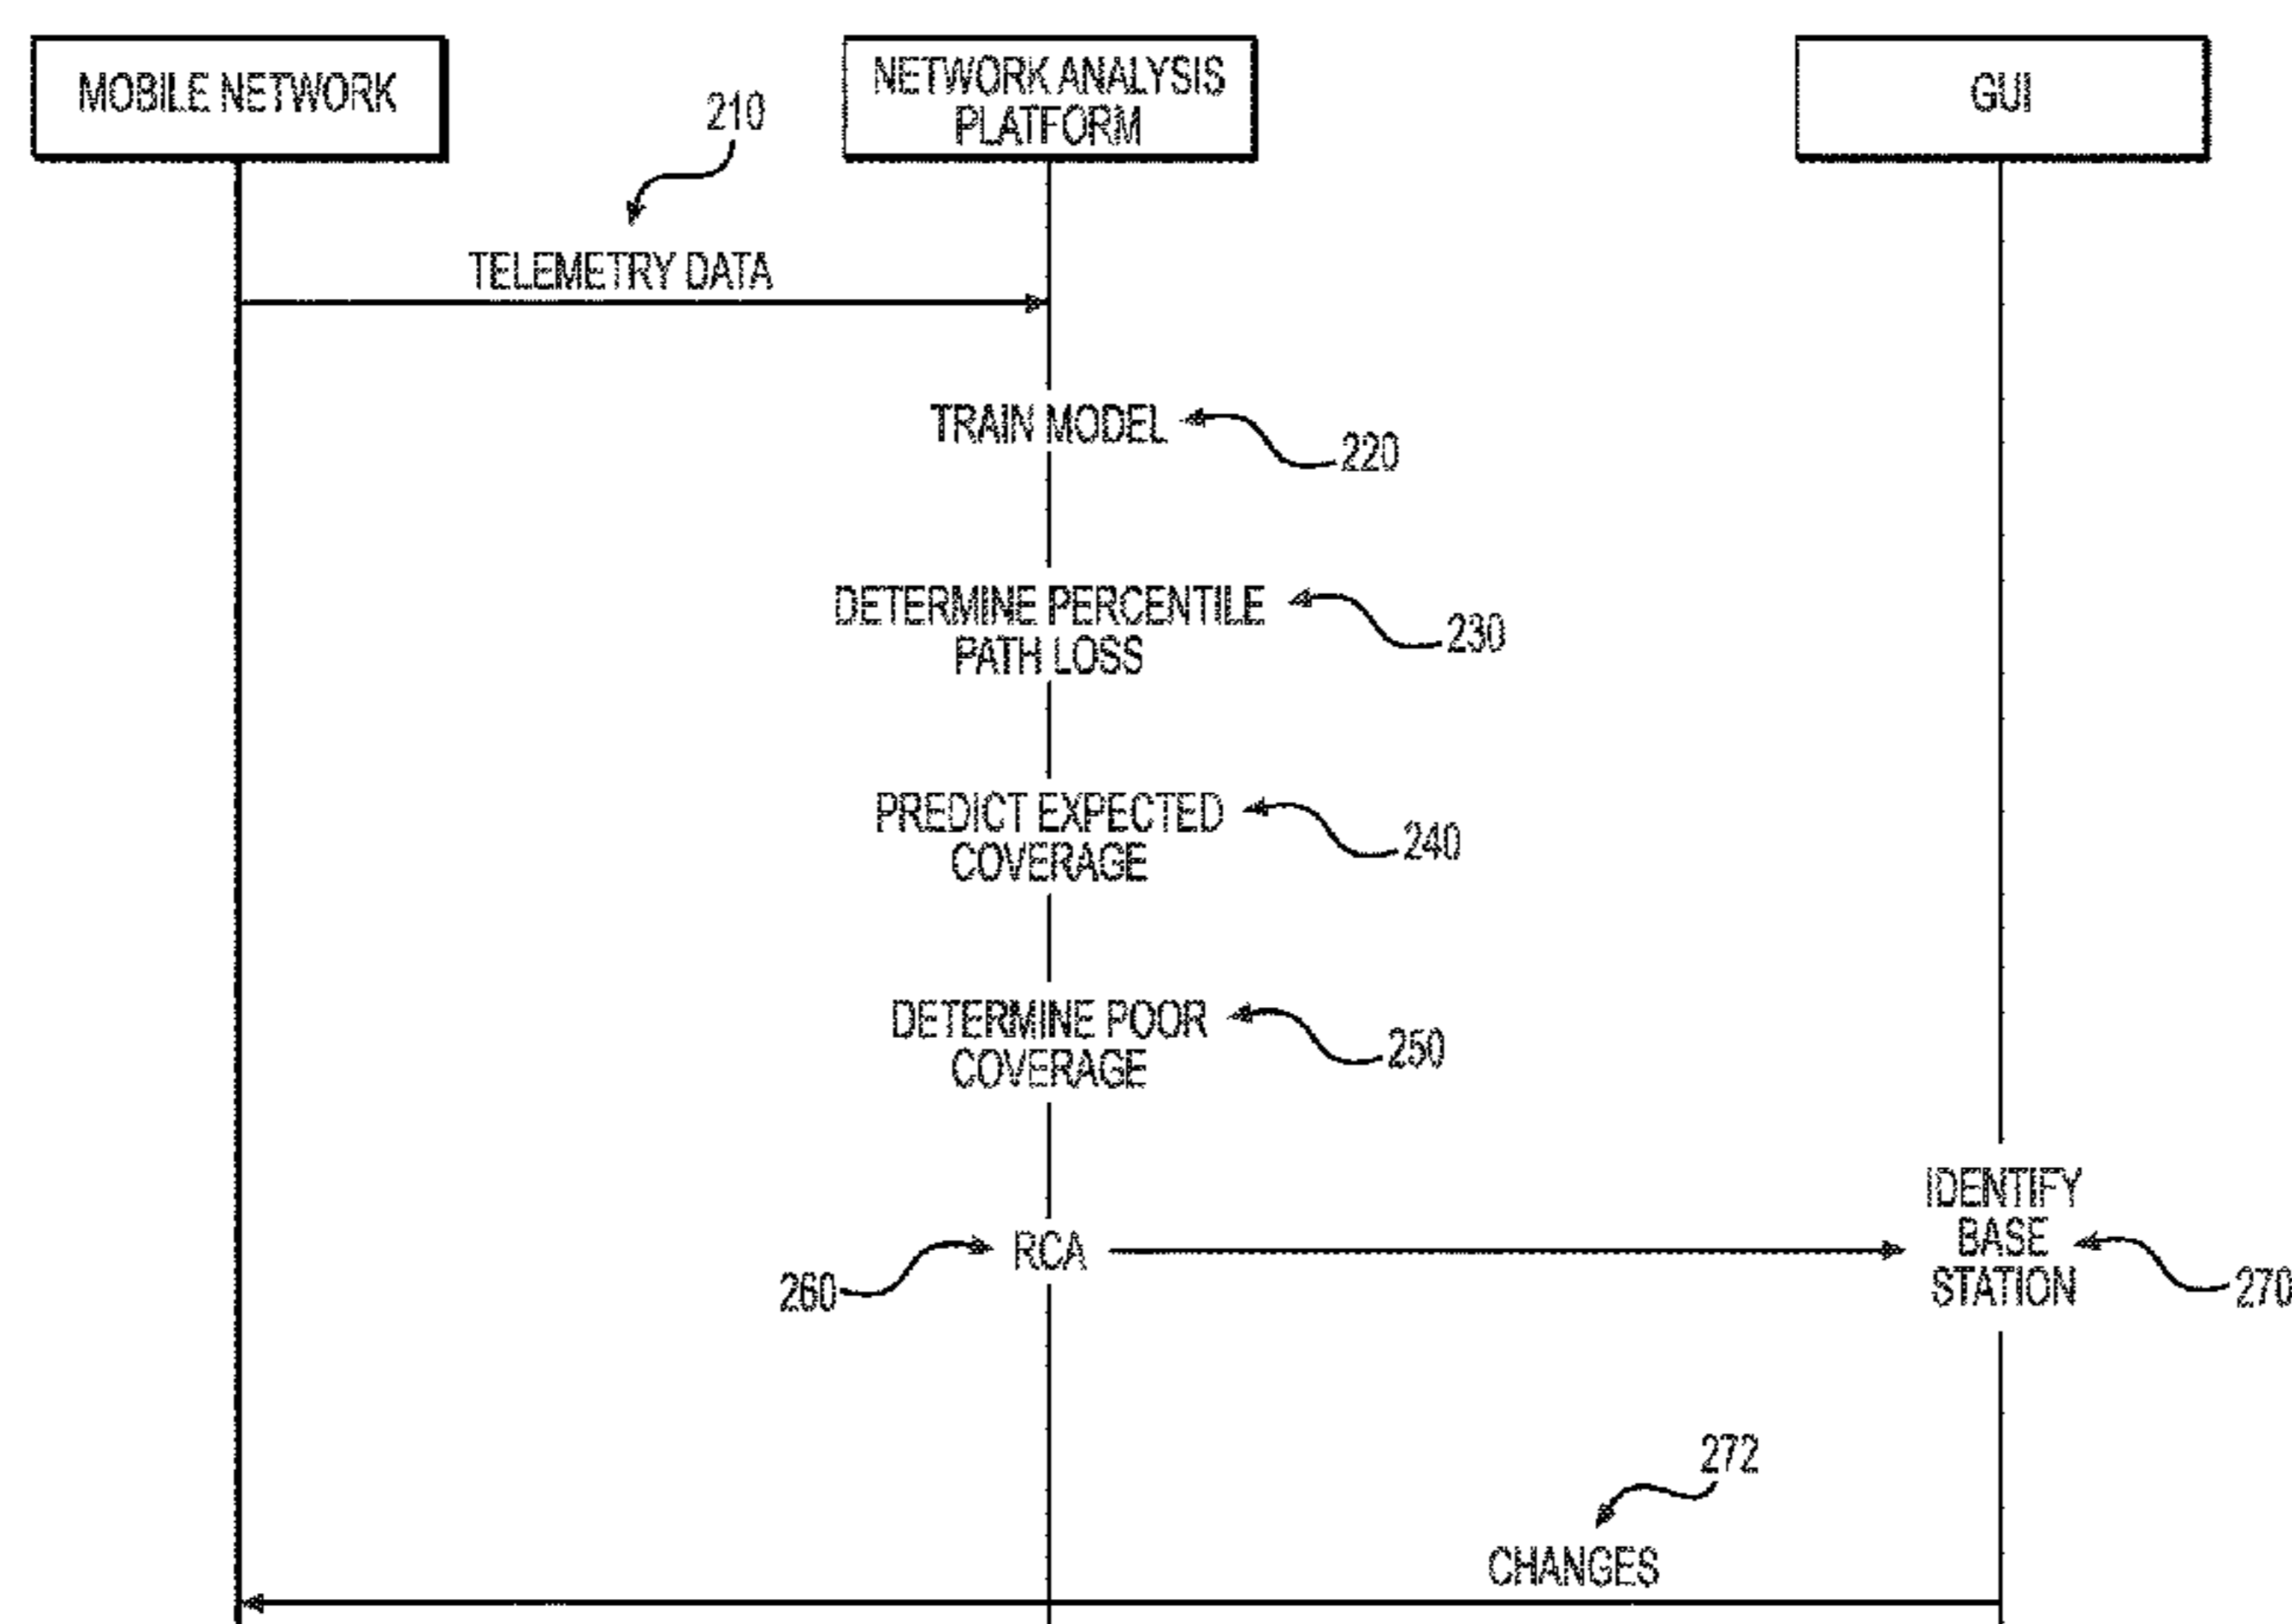 MOBILE NETWORK
NETWORK ANALYSIS
PLATFORM
GUI
210
TELEMETRY DATA
TRAIN MODEL
220
DETERMINE PERCENTILE
PATH LOSS
230
PREDICT EXPECTED
COVERAGE
240
DETERMINE POOR
COVERAGE
250
260
RCA
IDENTIFY
BASE
STATION
270
272
CHANGES